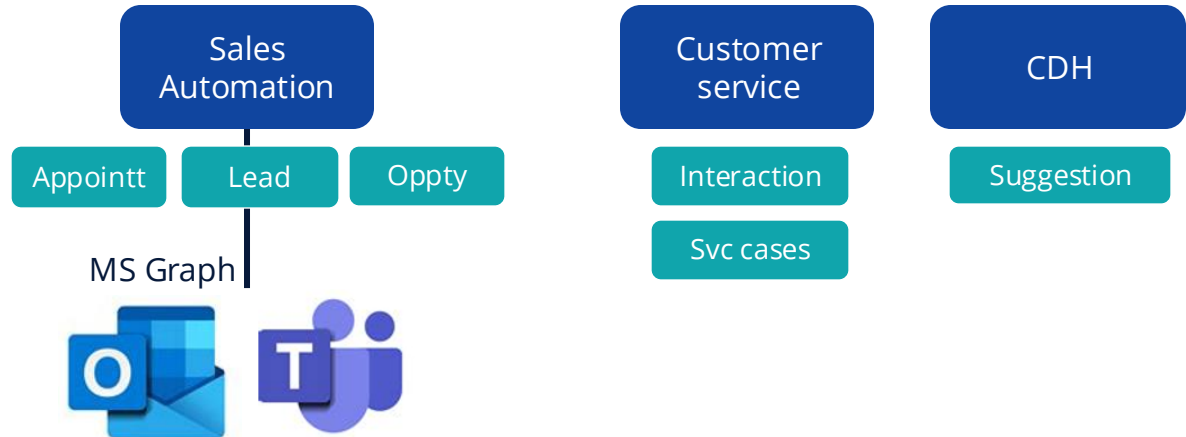 Sales
Automation
Customer
service
CDH
Appointt
Lead
Oppty
Interaction
Suggestion
Svc cases
MS Graph
O
T